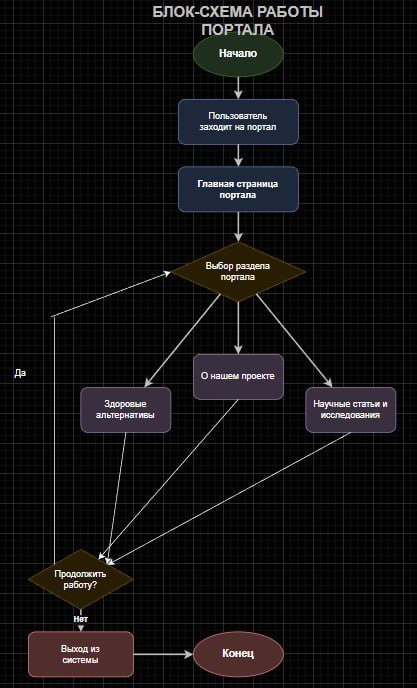 БЛОК-СХЕМА РАБОТЫ
ПОРТАЛА
Начало
Пользователь
заходит на портал
Главная страница
портала
Выбор раздела
портала
Да
О нашем проекте
Здоровые
альтернативы
Научные статьи и
исследования
Продолжить
работу?
Нет
Выход из
системы
Конец